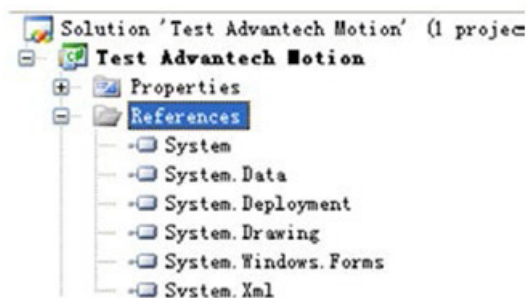 Solution 'Test Advantech Motion' (1 projec
Test Advantech Motion
Properties
References
System
System.Data
System.Deployment
System.Drawing
System.Windows.Forms
System.Xml